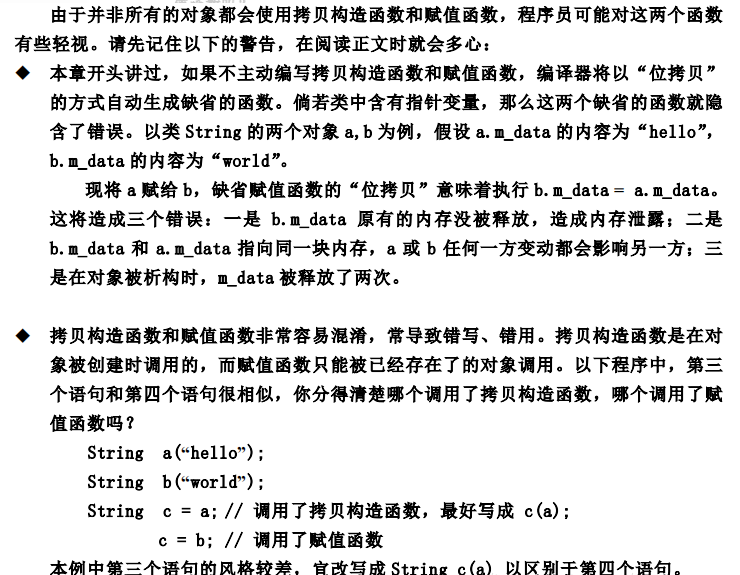 由于并非所有的对象都会使用拷贝构造函数和赋值函数，程序员可能对这两个函数
有些轻视。请先记住以下的警告，在阅读正文时就会多心：
◆ 本章开头讲过，如果不主动编写拷贝构造函数和赋值函数，编译器将以“位拷贝”
的方式自动生成缺省的函数。倘若类中含有指针变量，那么这两个缺省的函数就隐
含了错误。以类 String 的两个对象 a,b 为例，假设 a.m_data 的内容为“hello”，
b.m_data 的内容为“world”。
现将 a 赋给 b，缺省赋值函数的“位拷贝”意味着执行 b.m_data = a.m_data。
这将造成三个错误：一是 b.m_data 原有的内存没被释放，造成内存泄露；二是
b.m_data 和 a.m_data 指向同一块内存，a 或 b 任何一方变动都会影响另一方；三
是在对象被析构时，m_data 被释放了两次。
◆ 拷贝构造函数和赋值函数非常容易混淆，常导致错写、错用。拷贝构造函数是在对
象被创建时调用的，而赋值函数只能被已经存在了的对象调用。以下程序中，第三
个语句和第四个语句很相似，你分得清楚哪个调用了拷贝构造函数，哪个调用了赋
值函数吗？
String a(“hello”);
String b(“world”);
String c = a; // 调用了拷贝构造函数，最好写成 c(a);
c = b; // 调用了赋值函数
本例中第三个语句的风格较差，宜改写成 String c(a) 以区别于第四个语句。